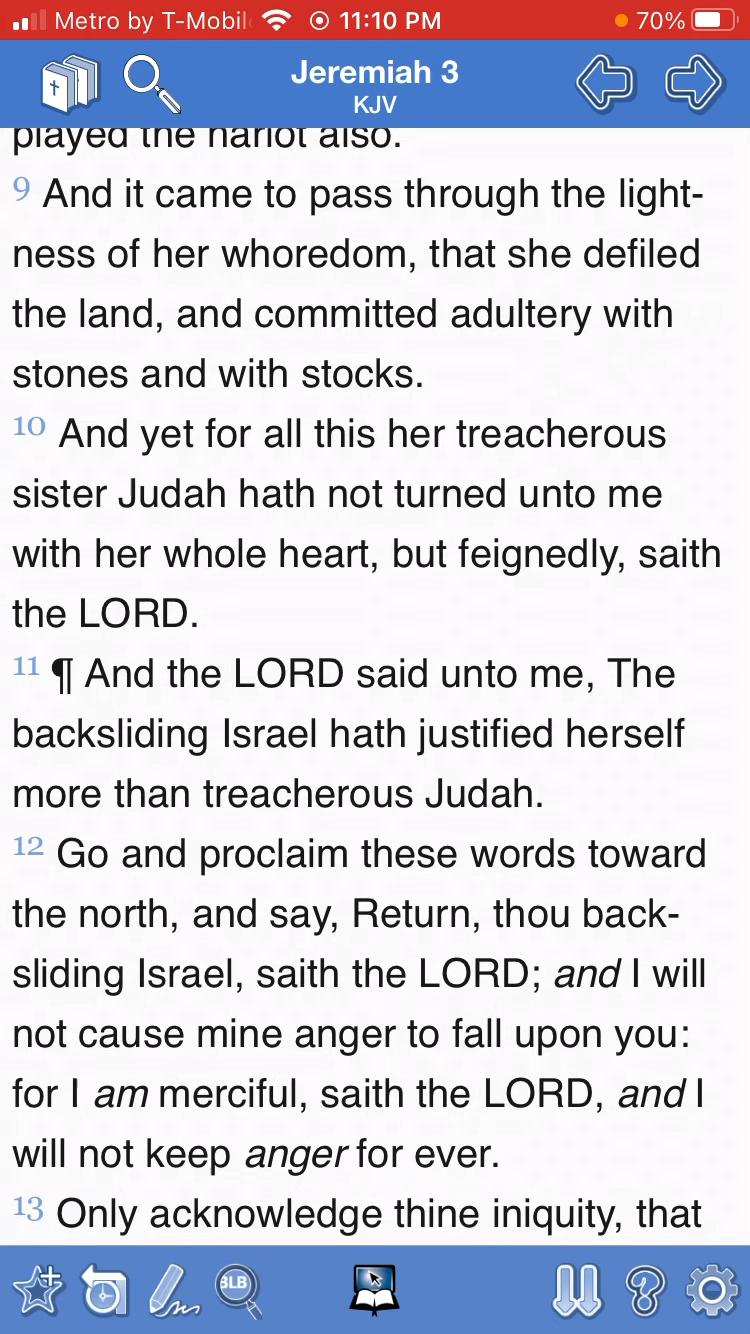 Metro by T-Mobil 11:10 PM 70%
Jeremiah 3
KJV
played the harlot also.
9 And it came to pass through the light-
ness of her whoredom, that she defiled
the land, and committed adultery with
stones and with stocks.
10 And yet for all this her treacherous
sister Judah hath not turned unto me
with her whole heart, but feignedly, saith
the LORD.
11 ¶ And the LORD said unto me, The
backsliding Israel hath justified herself
more than treacherous Judah.
12 Go and proclaim these words toward
the north, and say, Return, thou back-
sliding Israel, saith the LORD; and I will
not cause mine anger to fall upon you:
for I am merciful, saith the LORD, and I
will not keep anger for ever.
13 Only acknowledge thine iniquity, that
BLB